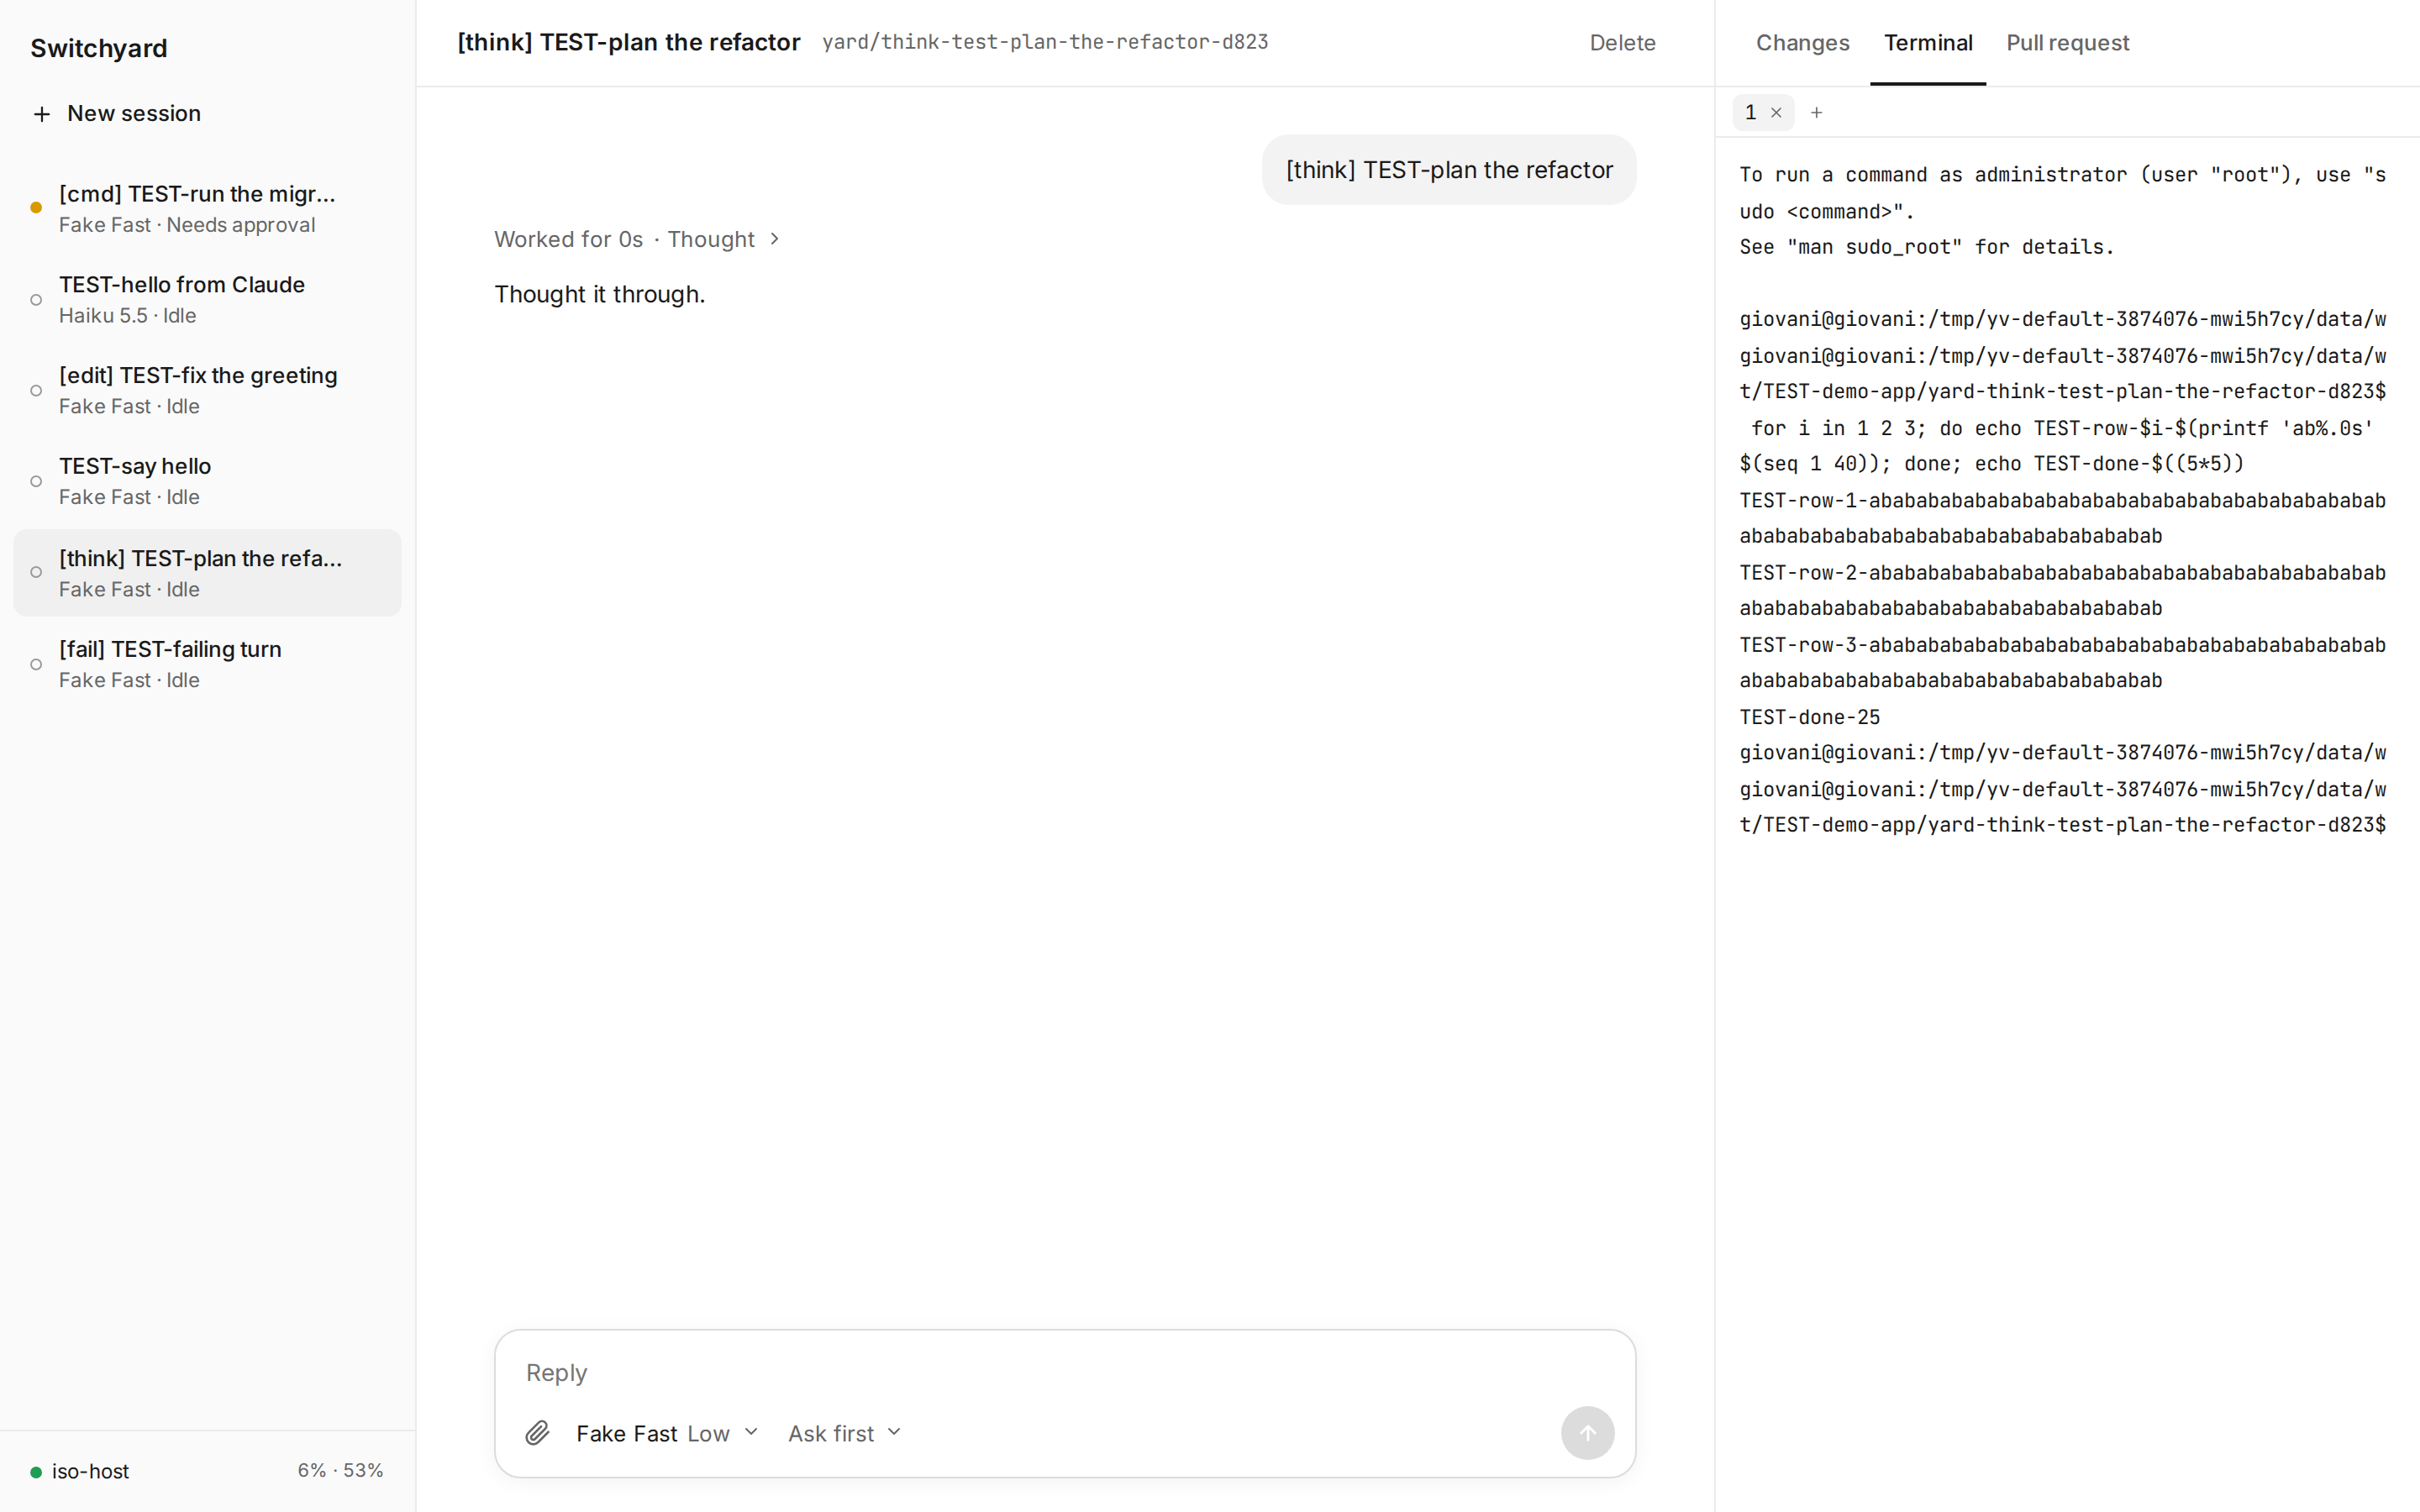 Switchyard
New session
[cmd] TEST-run the migr...
Fake Fast · Needs approval
TEST-hello from Claude
Haiku 5.5 · Idle
[edit] TEST-fix the greeting
Fake Fast · Idle
TEST-say hello
Fake Fast · Idle
[think] TEST-plan the refa...
Fake Fast · Idle
[fail] TEST-failing turn
Fake Fast · Idle
iso-host 6% · 53%
[think] TEST-plan the refactor yard/think-test-plan-the-refactor-d823 Delete
[think] TEST-plan the refactor
Worked for 0s · Thought
Thought it through.
Reply
Fake Fast Low Ask first
Changes Terminal Pull request
1
To run a command as administrator (user "root"), use "s
udo <command>".
See "man sudo_root" for details.
giovani@giovani:/tmp/yv-default-3874076-mwi5h7cy/data/w
giovani@giovani:/tmp/yv-default-3874076-mwi5h7cy/data/w
t/TEST-demo-app/yard-think-test-plan-the-refactor-d823$
for i in 1 2 3; do echo TEST-row-$i-$(printf 'ab%.0s'
$(seq 1 40)); done; echo TEST-done-$((5*5))
TEST-row-1-abababababababababababababababababababababab
abababababababababababababababababab
TEST-row-2-abababababababababababababababababababababab
abababababababababababababababababab
TEST-row-3-abababababababababababababababababababababab
abababababababababababababababababab
TEST-done-25
giovani@giovani:/tmp/yv-default-3874076-mwi5h7cy/data/w
giovani@giovani:/tmp/yv-default-3874076-mwi5h7cy/data/w
t/TEST-demo-app/yard-think-test-plan-the-refactor-d823$